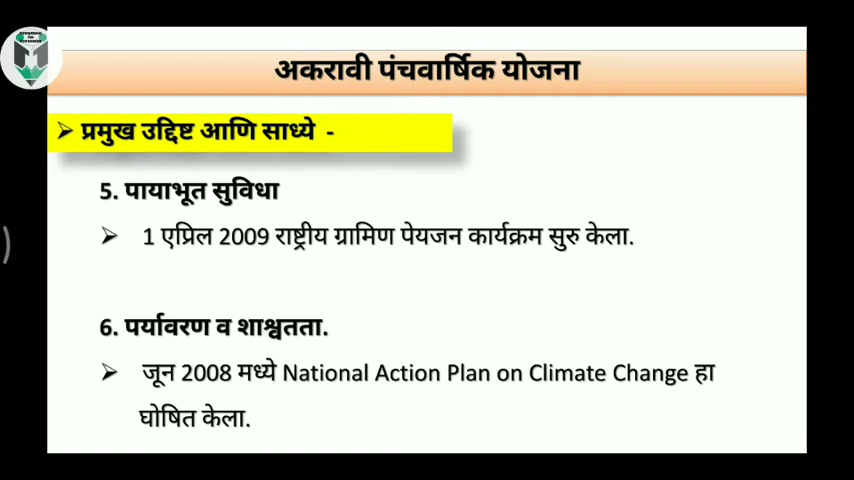 अकरावी पंचवार्षिक योजना
➢ प्रमुख उद्दिष्ट आणि साध्ये -
5. पायाभूत सुविधा
➢ 1 एप्रिल 2009 राष्ट्रीय ग्रामिण पेयजन कार्यक्रम सुरु केला.
6. पर्यावरण व शाश्वतता.
➢ जून 2008 मध्ये National Action Plan on Climate Change हा
घोषित केला.